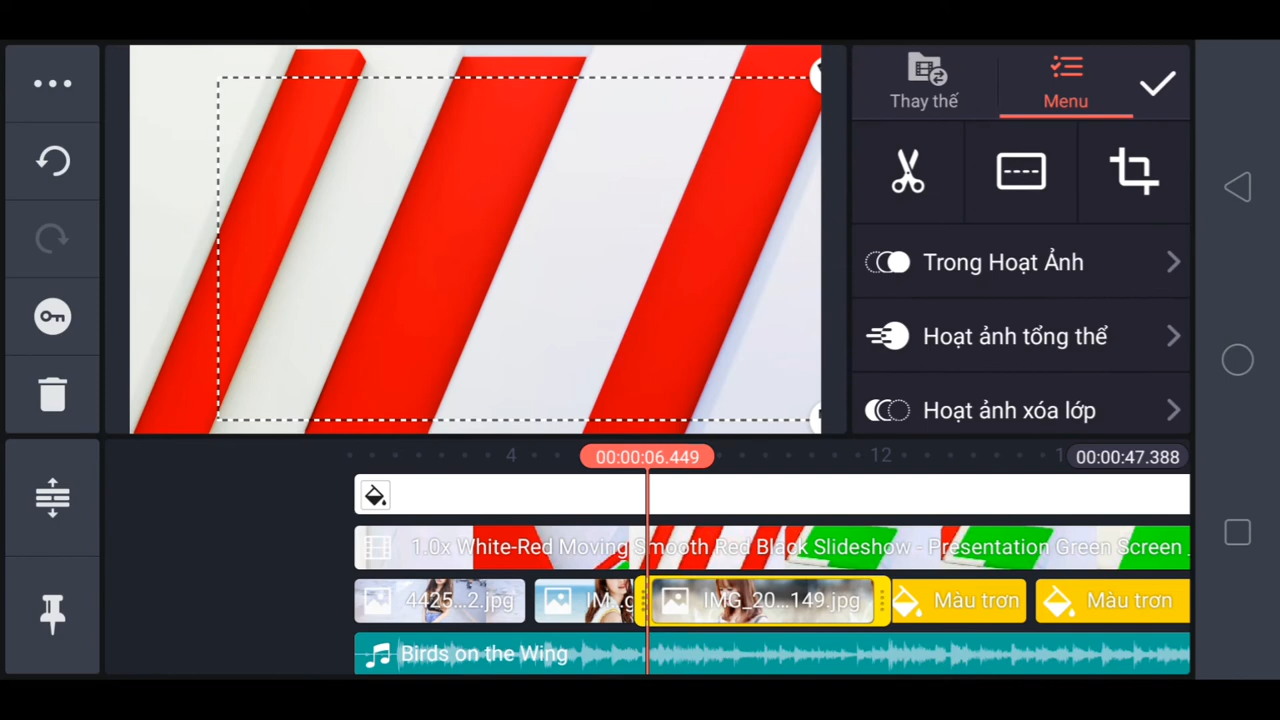 Thay thế
Menu
Trong Hoạt Ảnh
Hoạt ảnh tổng thể
Hoạt ảnh xóa lớp
4
00:00:06.449
12
1
00:00:47.388
1.0x White-Red Moving Smooth Red Black Slideshow - Presentation Green Screen _
4425...2.jpg
IM...g
IMG_20...149.jpg
Màu trơn
Màu trơn
Birds on the Wing